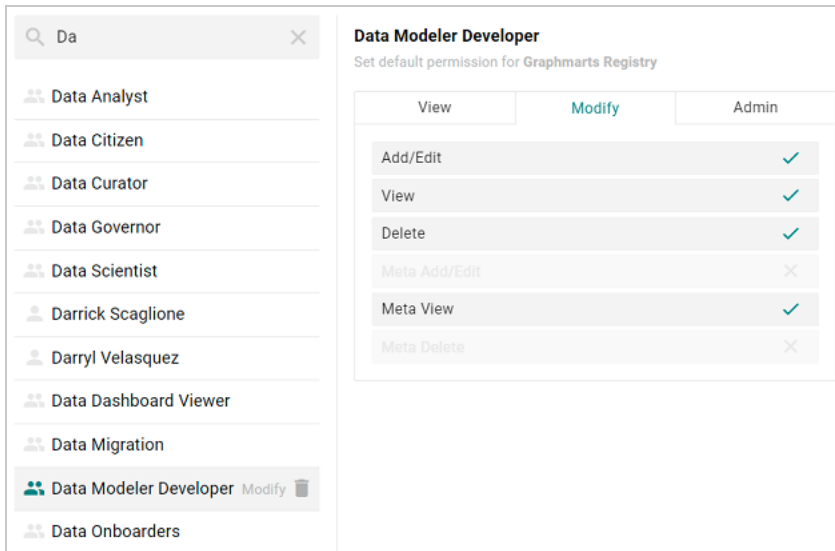 Da
Data Analyst
Data Citizen
Data Curator
Data Governor
Data Scientist
Darrick Scaglione
Darryl Velasquez
Data Dashboard Viewer
Data Migration
Data Modeler Developer Modify
Data Onboarders
Data Modeler Developer
Set default permission for Graphmarts Registry
View Modify Admin
Add/Edit
View
Delete
Meta Add/Edit
Meta View
Meta Delete